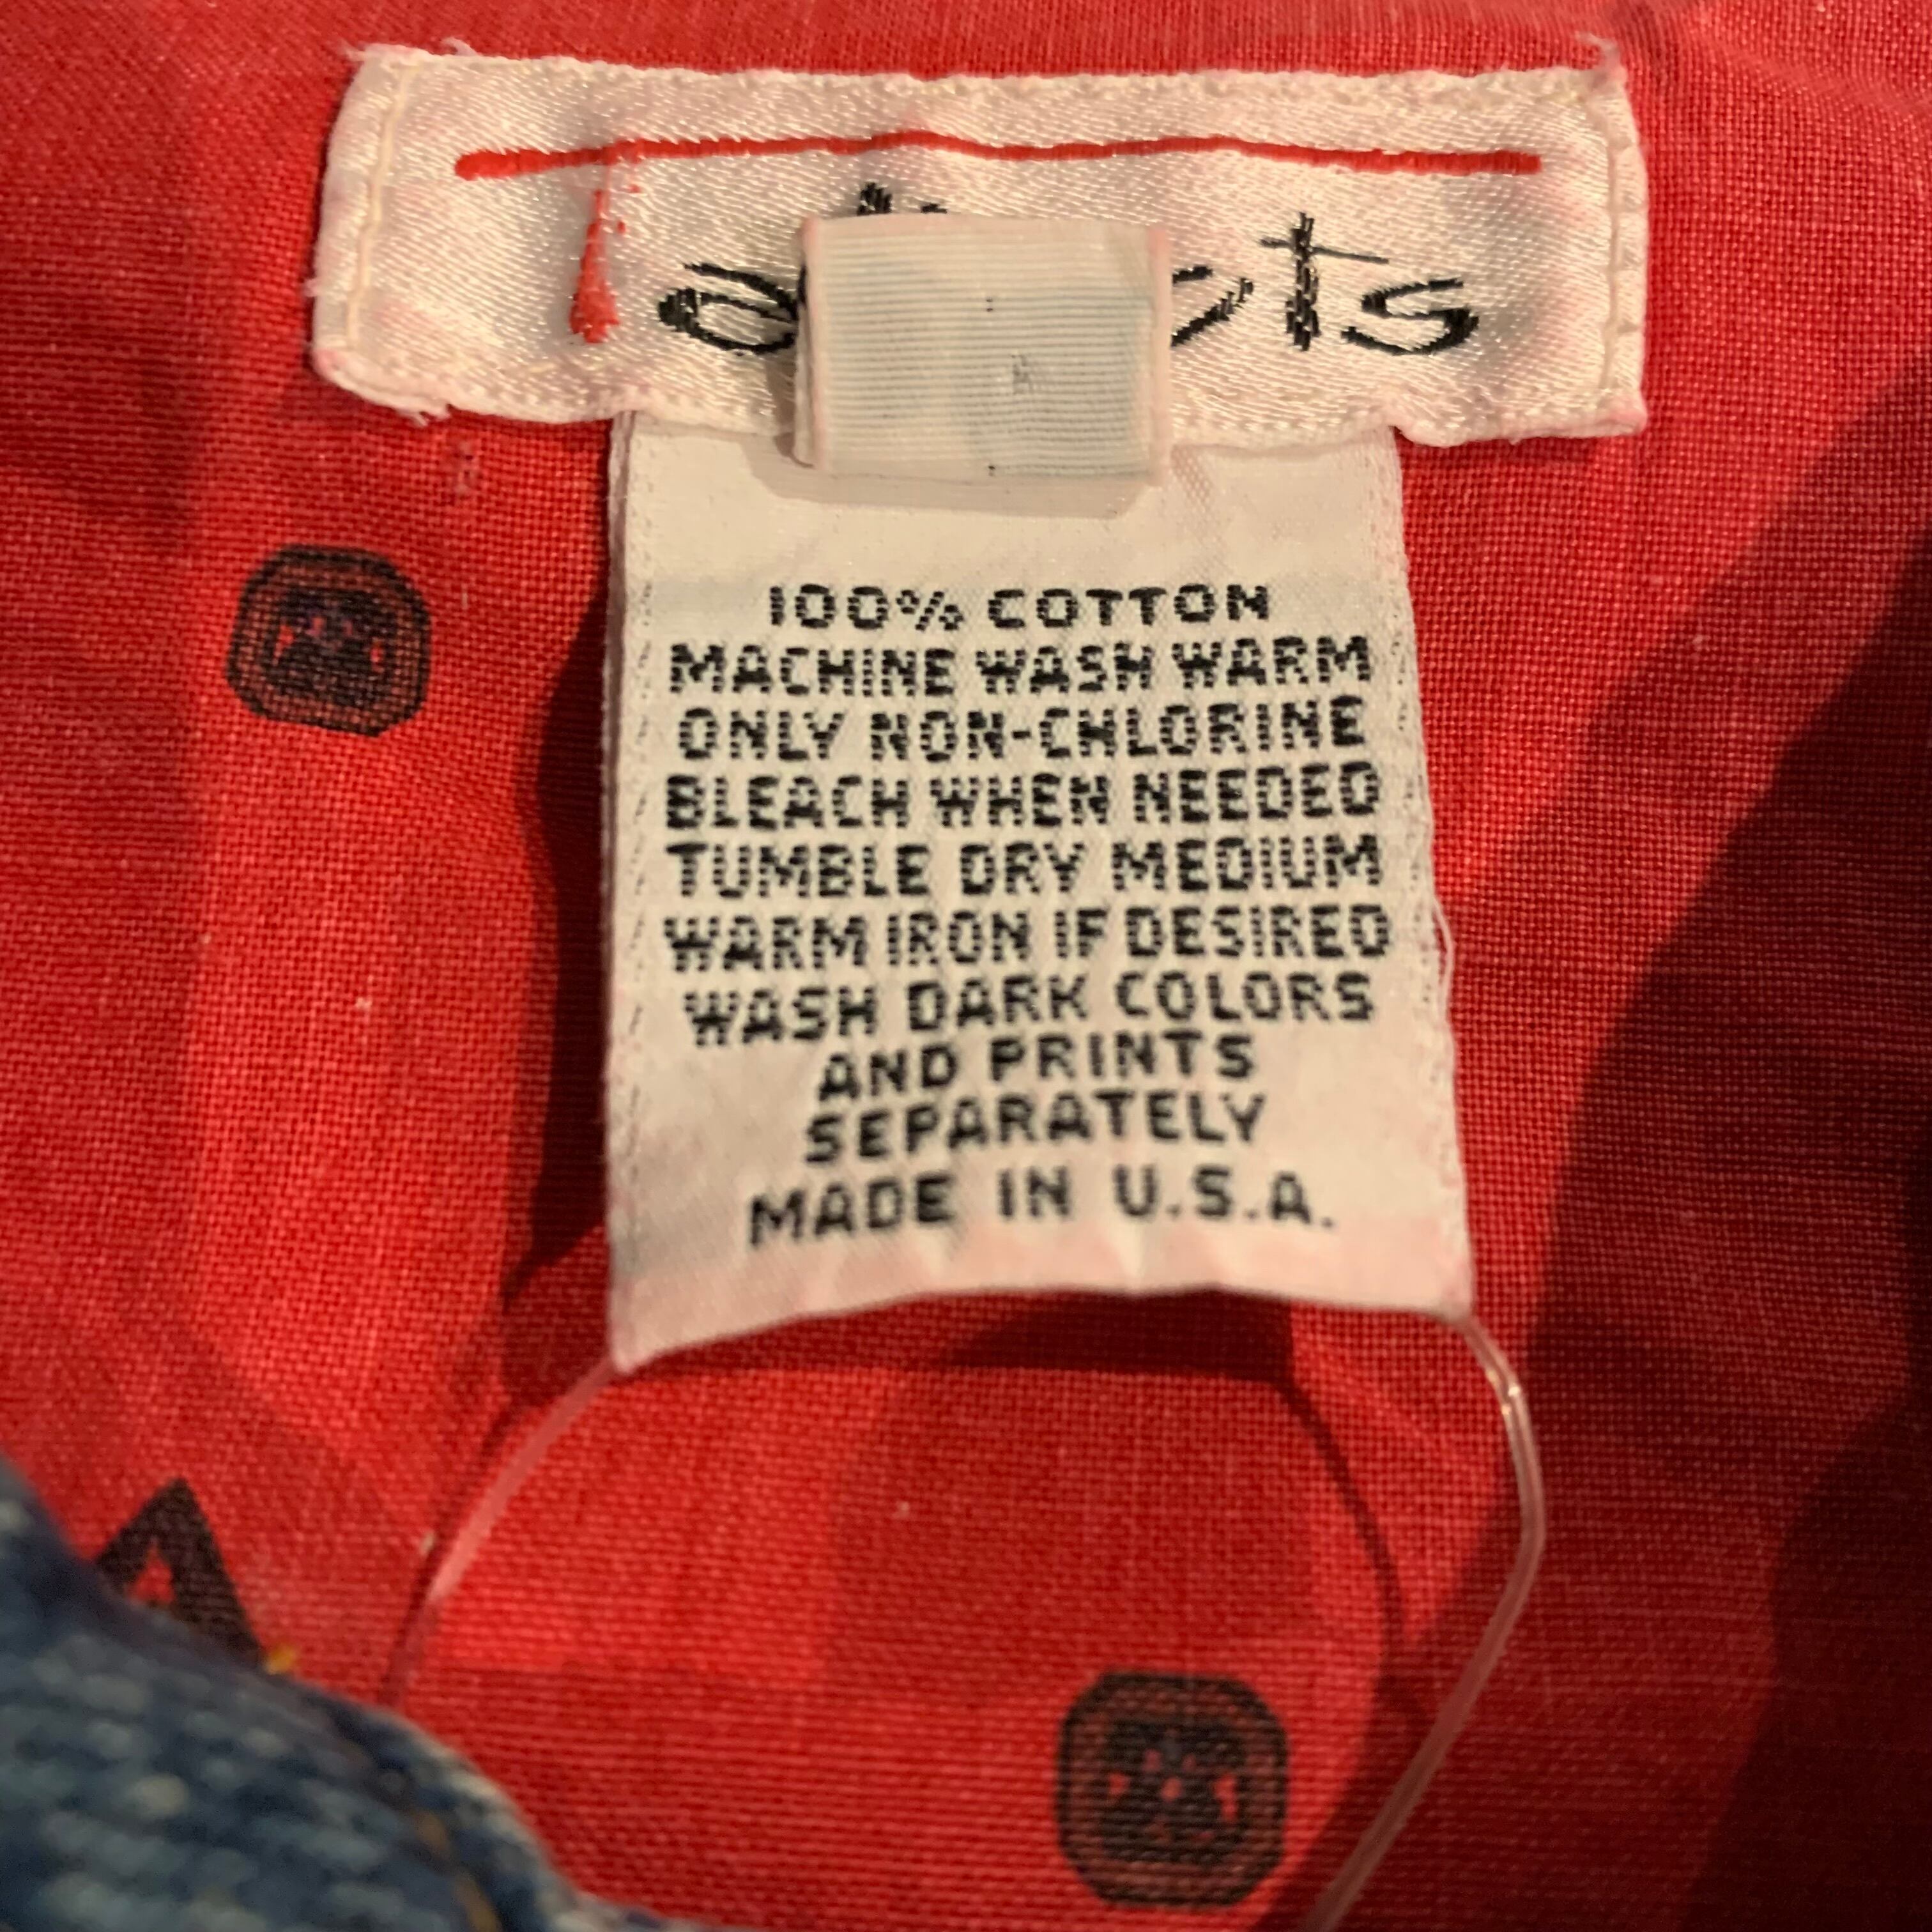 100% COTTON
MACHINE WASH WARM
ONLY NON-CHLORINE
BLEACH WHEN NEEDED
TUMBLE DRY MEDIUM
WARM IRON IF DESIRED
WASH DARK COLORS
AND PRINTS
SEPARATELY
MADE IN U.S.A.